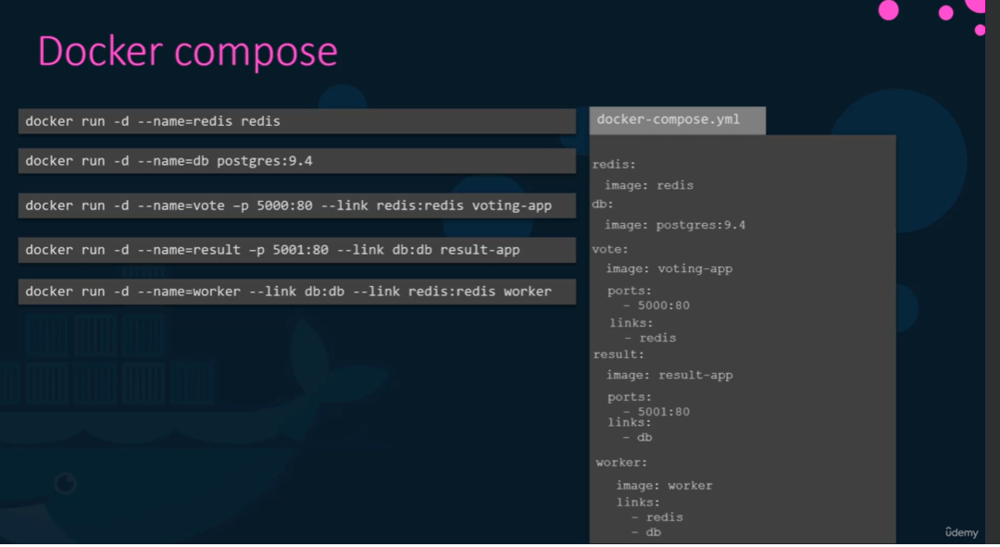 Docker compose
docker run -d --name=redis redis
docker run -d --name=db postgres:9.4
docker run -d --name=vote –p 5000:80 --link redis:redis voting-app
docker run -d --name=result –p 5001:80 --link db:db result-app
docker run -d --name=worker --link db:db --link redis:redis worker
docker-compose.yml
redis:
image: redis
db:
image: postgres:9.4
vote:
image: voting-app
ports:
- 5000:80
links:
- redis
result:
image: result-app
ports:
- 5001:80
links:
- db
worker:
image: worker
links:
- redis
- db
ûdemy